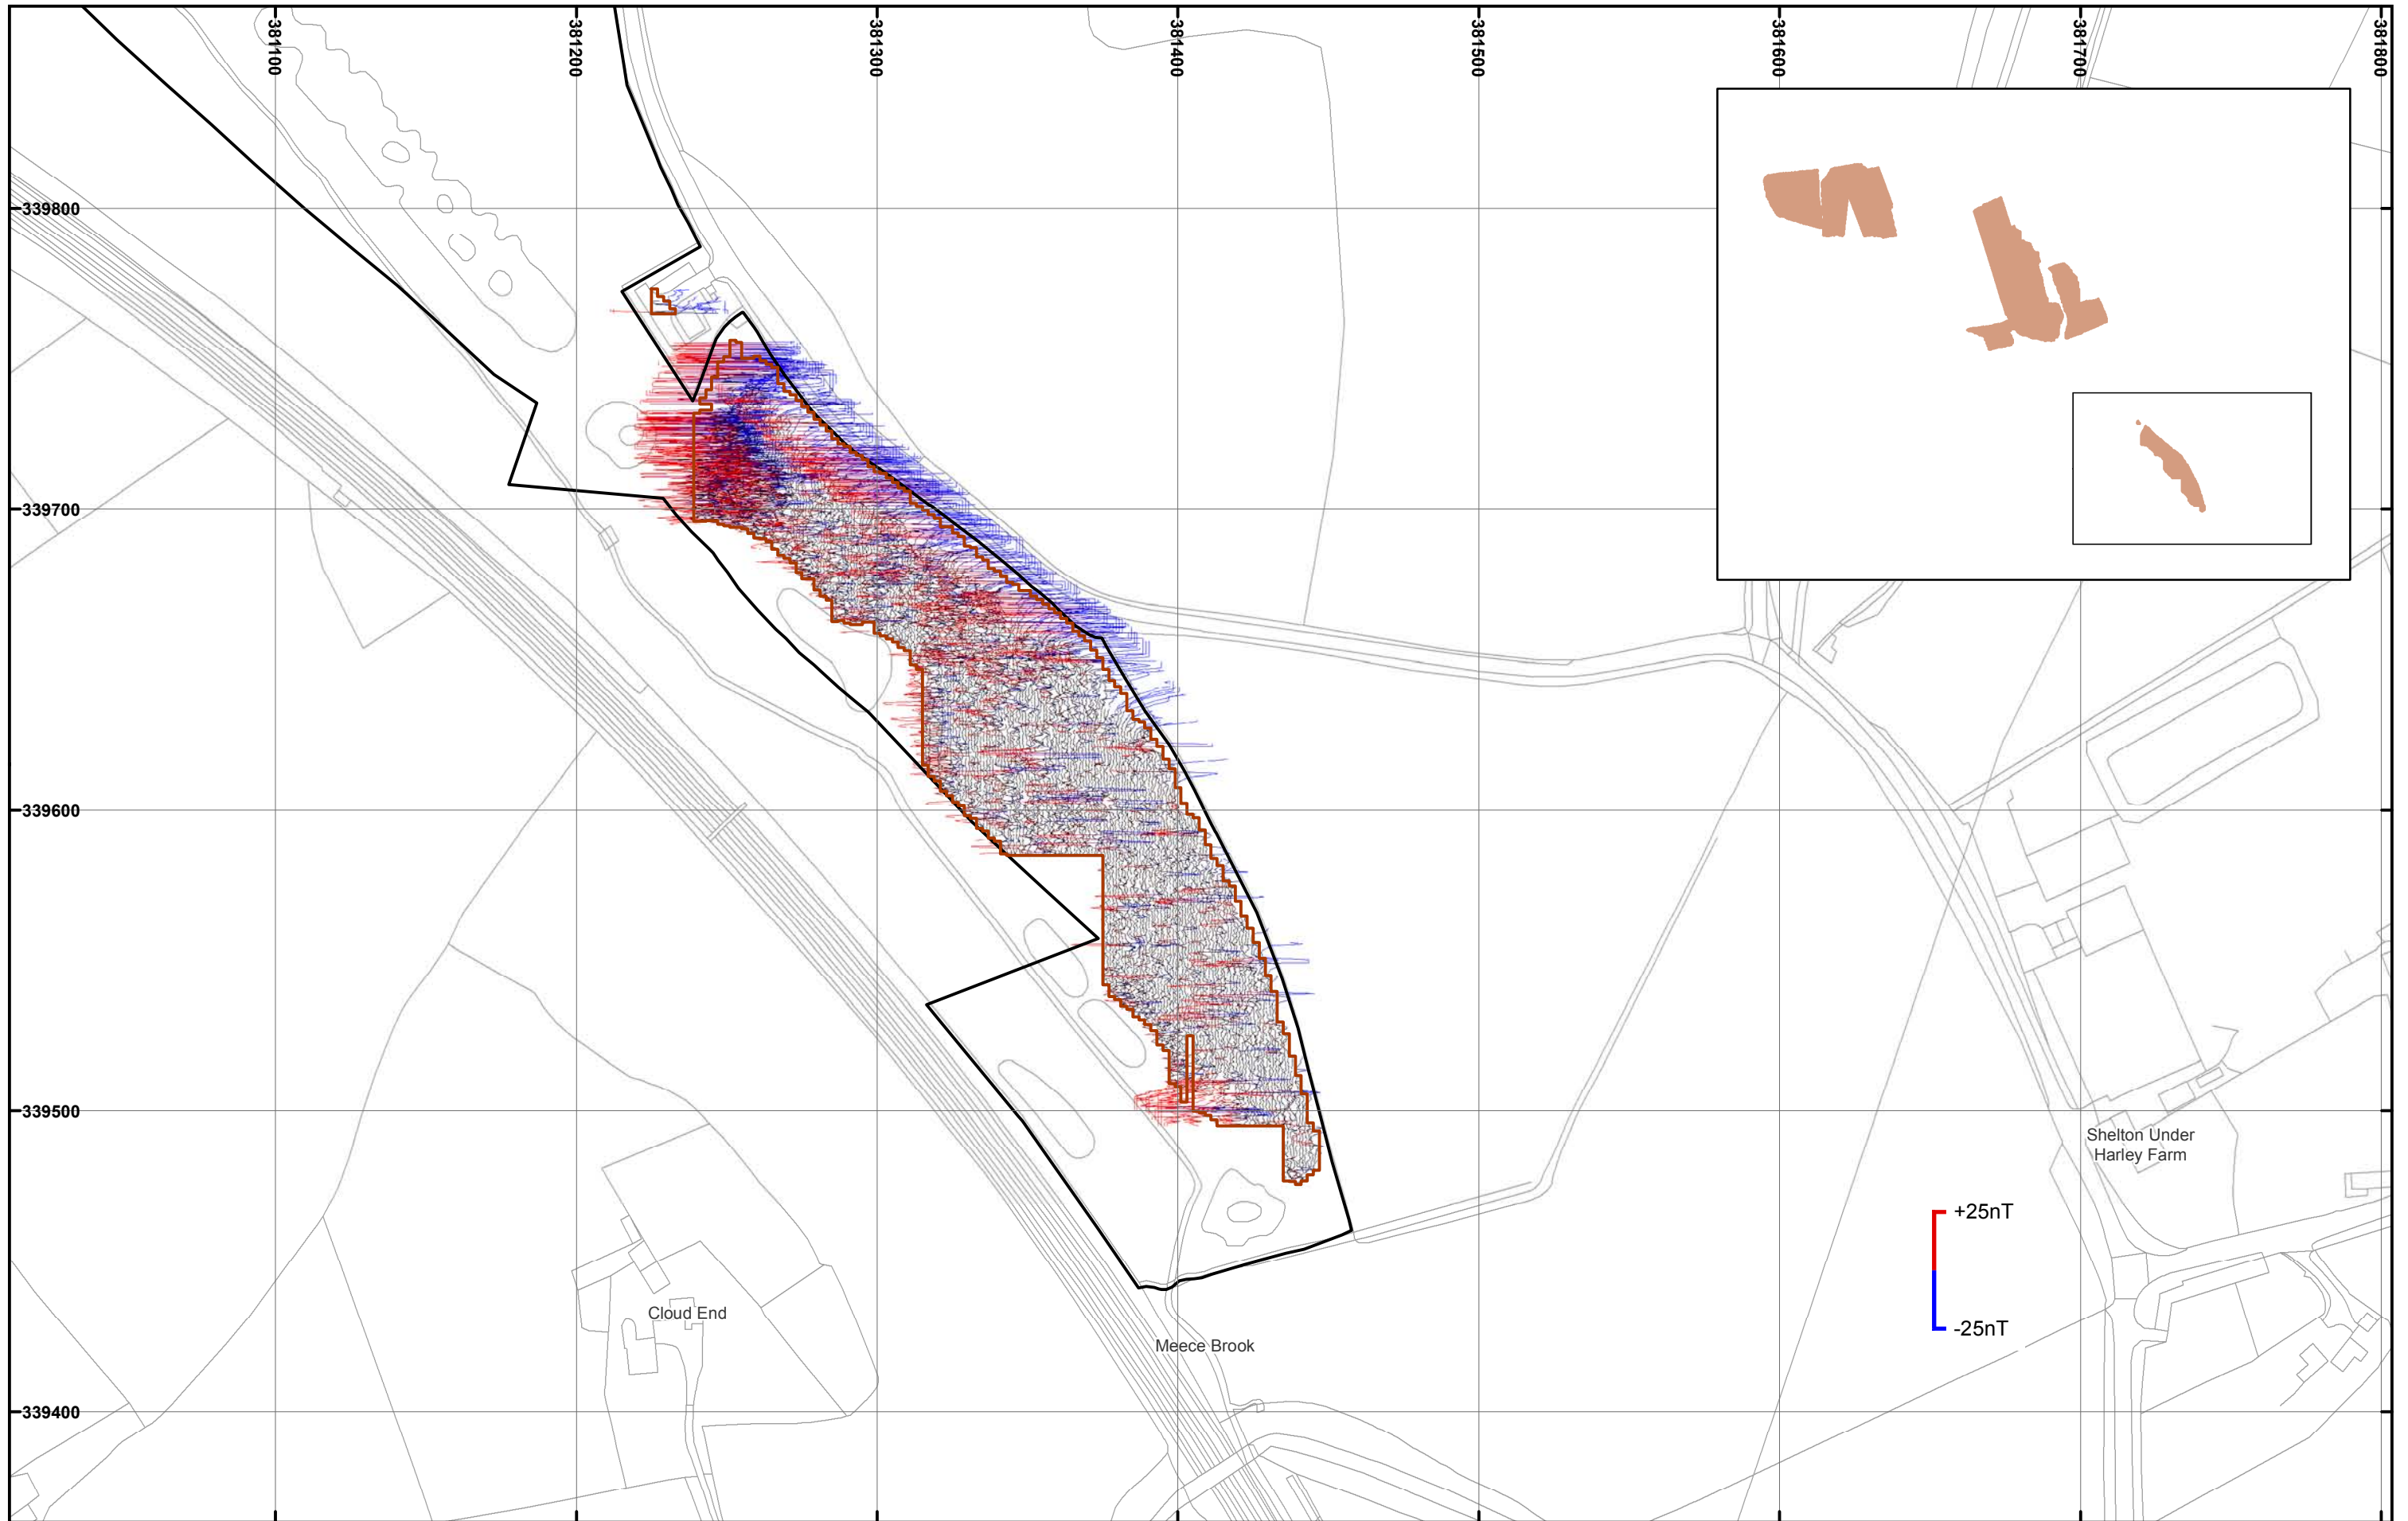 381100
381200
381300
381400
381500
381600
381700
381800
339800
339700
339600
339500
339400
Shelton Under
Harley Farm
+25nT
-25nT
Cloud End
Meece Brook